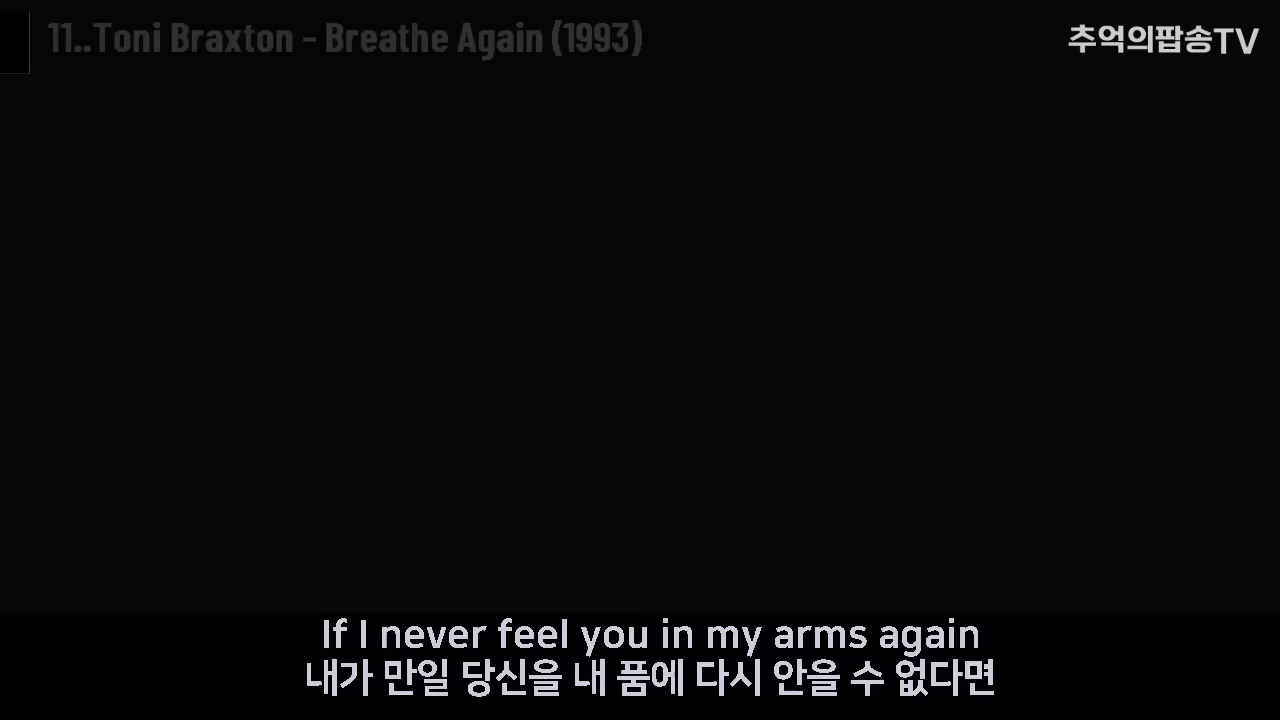 11..Toni Braxton - Breathe Again (1993)
추억의팝송TV
If I never feel you in my arms again
내가 만일 당신을 내 품에 다시 안을 수 없다면